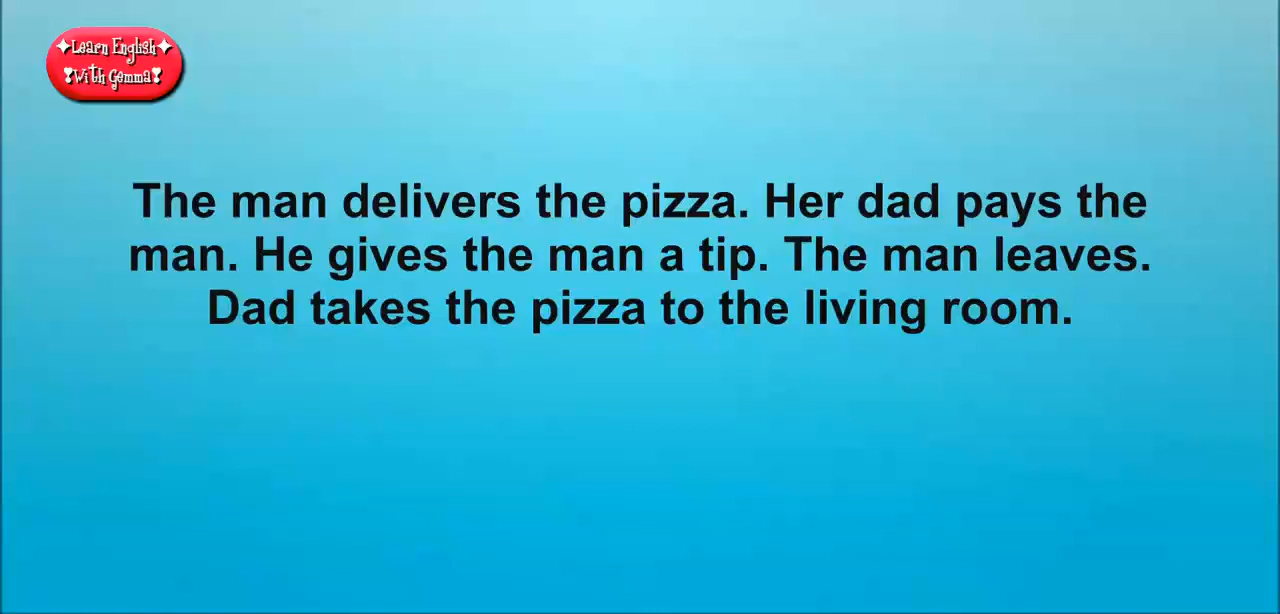 Learn English
With Gemma
The man delivers the pizza. Her dad pays the
man. He gives the man a tip. The man leaves.
Dad takes the pizza to the living room.